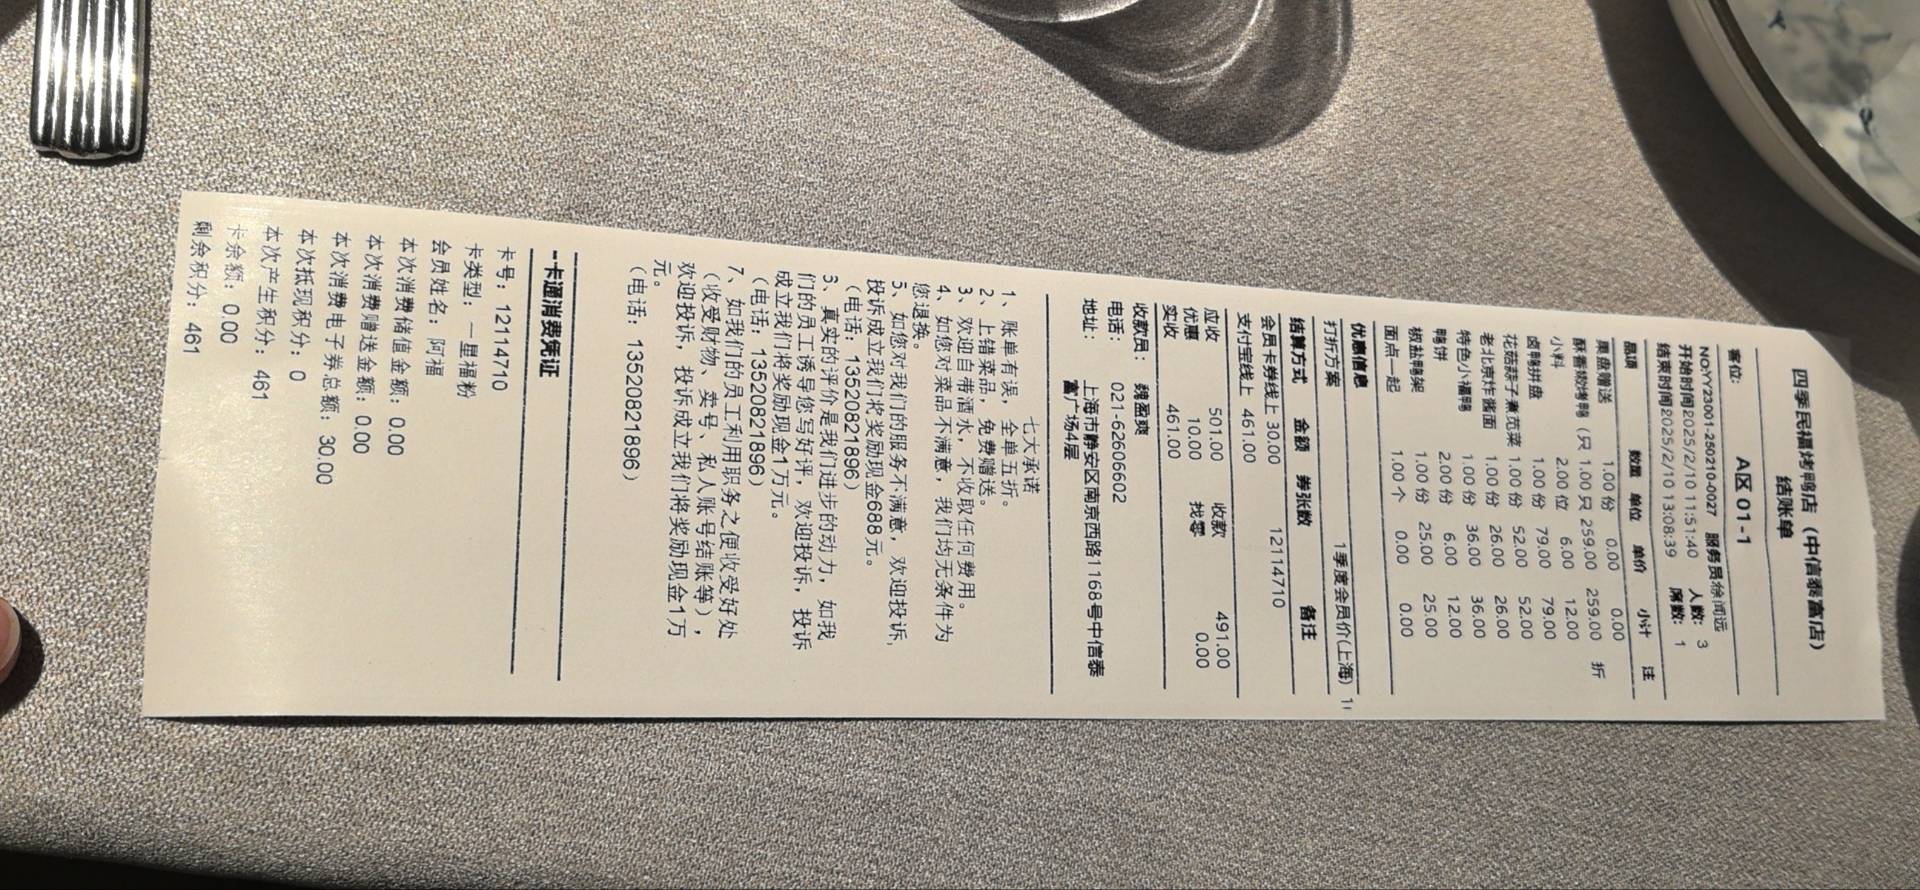 四季民福烤鸭店（中信泰富店）
结账单
客位： A区 01-1
NO:YY2301-250210-0027 服务员徐闻远
开始时间2025/2/10 11:51:40 人数： 3
结束时间2025/2/10 13:08:39 席数： 1
品项 数量 单位 单价 小计 注
果盘赠送 1.00 份 0.00 0.00
酥香嫩烤鸭（只 1.00 只 259.00 259.00 折
小料 2.00 位 6.00 12.00
卤鸭拼盘 1.00 份 79.00 79.00
花菇蒜子煮苋菜 1.00 份 52.00 52.00
老北京炸酱面 1.00 份 26.00 26.00
特色小福鸭 1.00 份 36.00 36.00
鸭饼 2.00 份 6.00 12.00
椒盐鸭架 1.00 份 25.00 25.00
面点一起 1.00 个 0.00 0.00
优惠信息
打折方案 1季度会员价(上海)
结算方式 金额 券张数 备注
会员卡券线上 30.00 12114710
支付宝线上 461.00
应收 501.00 收款 491.00
优惠 10.00 找零 0.00
实收 461.00
收款员： 魏盈爽
电话： 021-62606602
地址： 上海市静安区南京西路1168号中信泰
富广场4层
七大承诺
1、账单有误，全单五折。
2、上错菜品，免费赠送。
3、欢迎自带酒水，不收取任何费用。
4、如您对菜品不满意，我们均无条件为
您退换。
5、如您对我们的服务不满意，欢迎投诉，
投诉成立我们将奖励现金688元。
（电话：13520821896）
3、真实的评价是我们进步的动力，如我
们的员工诱导您写好评，欢迎投诉，投诉
成立我们将奖励现金1万元。
（电话：13520821896）
7、如我们的员工利用职务之便收受好处
（收受财物、卖号、私人账号结账等），
欢迎投诉，投诉成立我们将奖励现金1万
元。
（电话：13520821896）
一卡通消费凭证
卡号：12114710
卡类型：一星福粉
会员姓名：阿福
本次消费储值金额：0.00
本次消费赠送金额：0.00
本次消费电子券总额：30.00
本次抵现积分：0
本次产生积分：461
卡余额：0.00
剩余积分：461